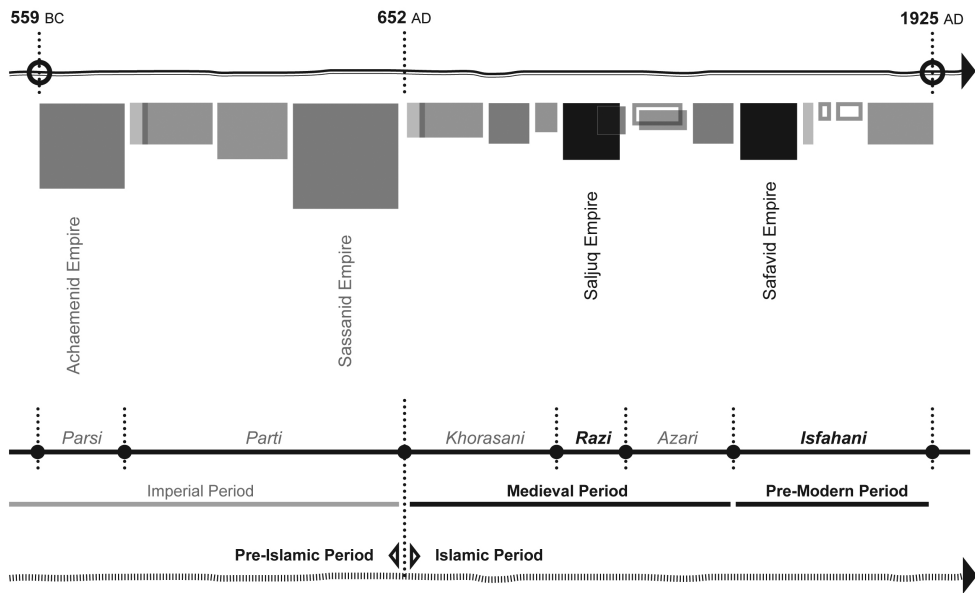 559 BC 652 AD 1925 AD
Achaemenid Empire
Sassanid Empire
Saljuq Empire
Safavid Empire
Parsi Parti Khorasani Razi Azari Isfahani
Imperial Period Medieval Period Pre-Modern Period
Pre-Islamic Period Islamic Period